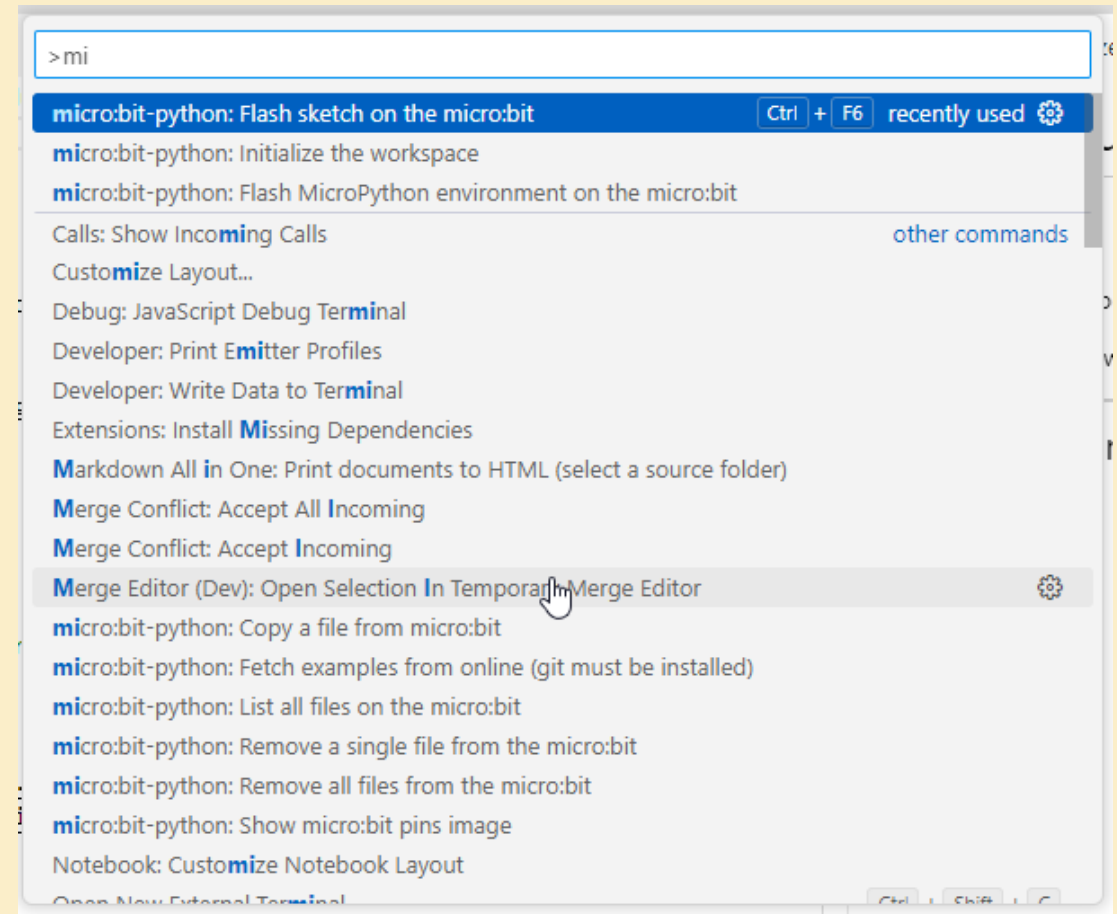 >mi
micro:bit-python: Flash sketch on the micro:bit Ctrl + F6 recently used
micro:bit-python: Initialize the workspace
micro:bit-python: Flash MicroPython environment on the micro:bit
Calls: Show Incoming Calls other commands
Customize Layout...
Debug: JavaScript Debug Terminal
Developer: Print Emitter Profiles
Developer: Write Data to Terminal
Extensions: Install Missing Dependencies
Markdown All in One: Print documents to HTML (select a source folder)
Merge Conflict: Accept All Incoming
Merge Conflict: Accept Incoming
Merge Editor (Dev): Open Selection In Temporary Merge Editor
micro:bit-python: Copy a file from micro:bit
micro:bit-python: Fetch examples from online (git must be installed)
micro:bit-python: List all files on the micro:bit
micro:bit-python: Remove a single file from the micro:bit
micro:bit-python: Remove all files from the micro:bit
micro:bit-python: Show micro:bit pins image
Notebook: Customize Notebook Layout
Open New External Terminal Ctrl + Shift + C